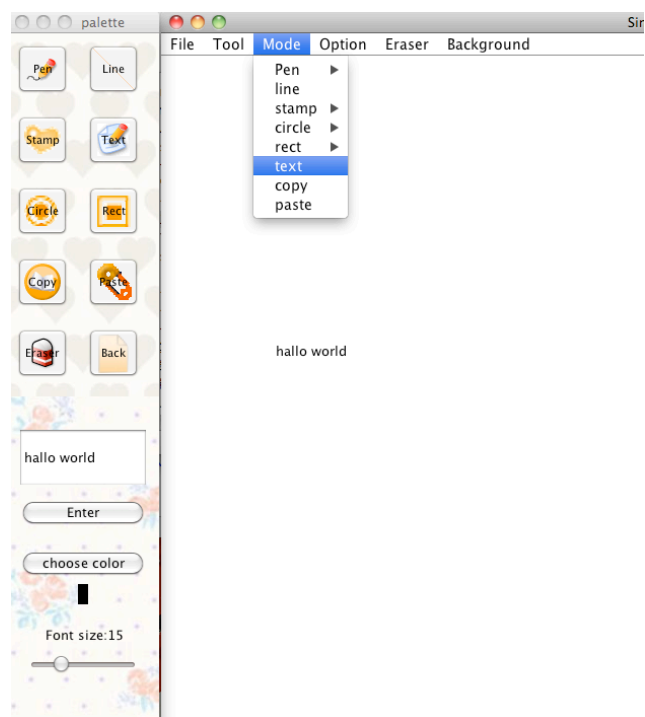 palette
Pen
Line
Stamp
Text
Circle
Rect
Copy
Paste
Eraser
Back
hallo world
Enter
choose color
Font size:15
Sir
File Tool Mode Option Eraser Background
Pen
line
stamp
circle
rect
text
copy
paste
hallo world